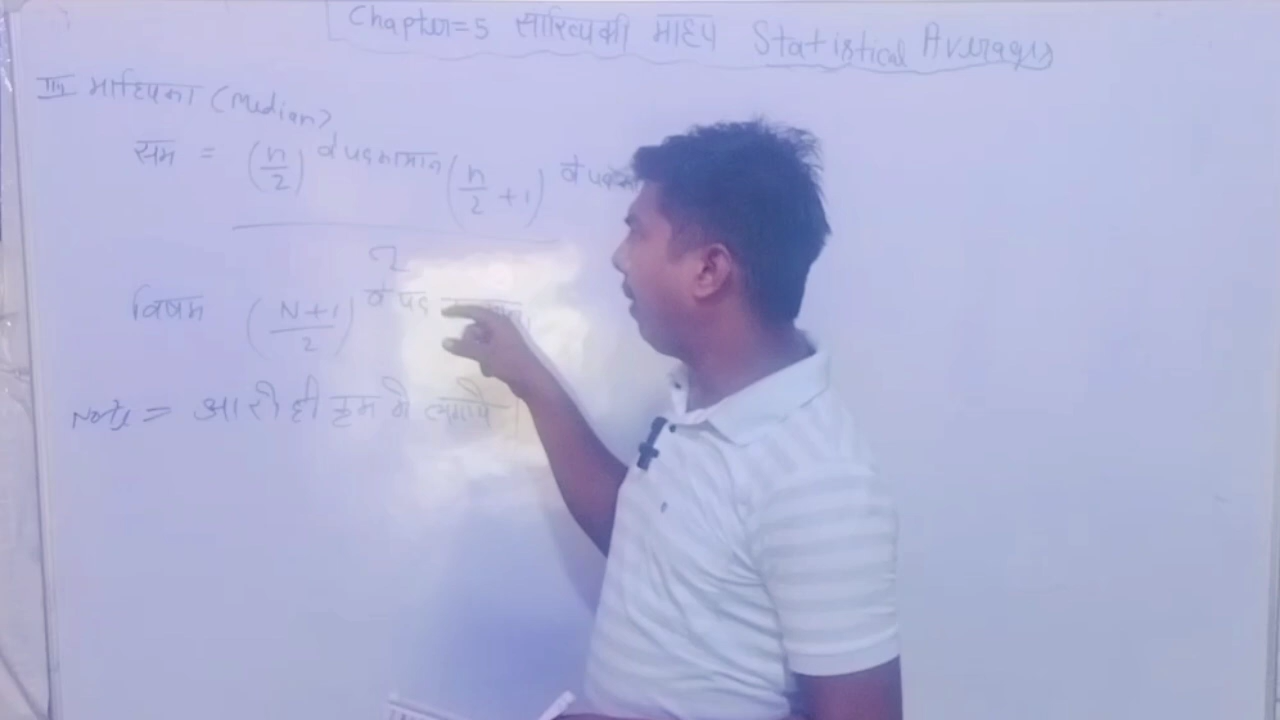 Chapter=5 सांख्यिकी माध्य Statistical Averages
III माध्यिका (Median)
सम = (n/2) वे पद का मान (n/2 + 1) वे पद का
2
विषम (N+1/2) वे पद
Note = आरोही क्रम मे लगाये |